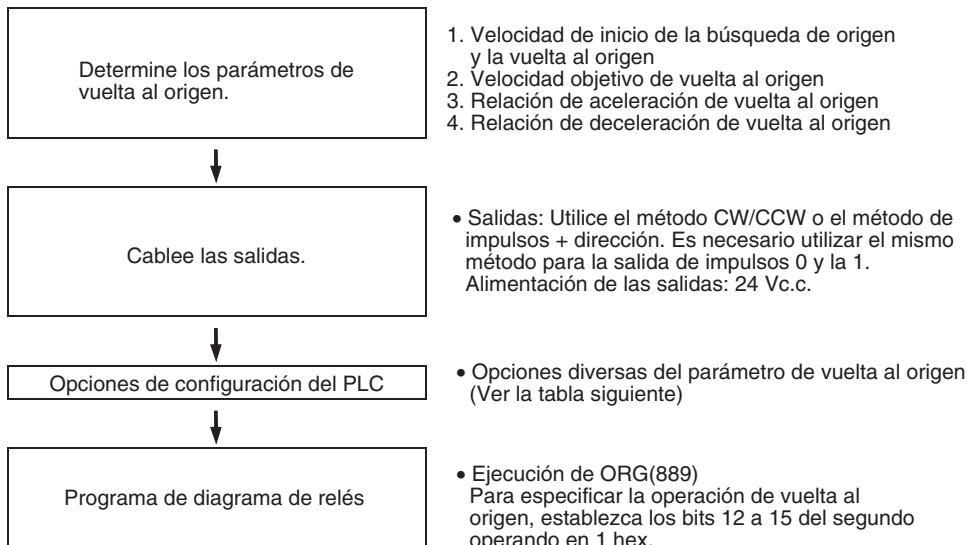 Determine los parámetros de
vuelta al origen.
1. Velocidad de inicio de la búsqueda de origen
y la vuelta al origen
2. Velocidad objetivo de vuelta al origen
3. Relación de aceleración de vuelta al origen
4. Relación de deceleración de vuelta al origen
Cablee las salidas.
• Salidas: Utilice el método CW/CCW o el método de
impulsos + dirección. Es necesario utilizar el mismo
método para la salida de impulsos 0 y la 1.
Alimentación de las salidas: 24 Vc.c.
Opciones de configuración del PLC
• Opciones diversas del parámetro de vuelta al origen
(Ver la tabla siguiente)
Programa de diagrama de relés
• Ejecución de ORG(889)
Para especificar la operación de vuelta al
origen, establezca los bits 12 a 15 del segundo
operando en 1 hex.